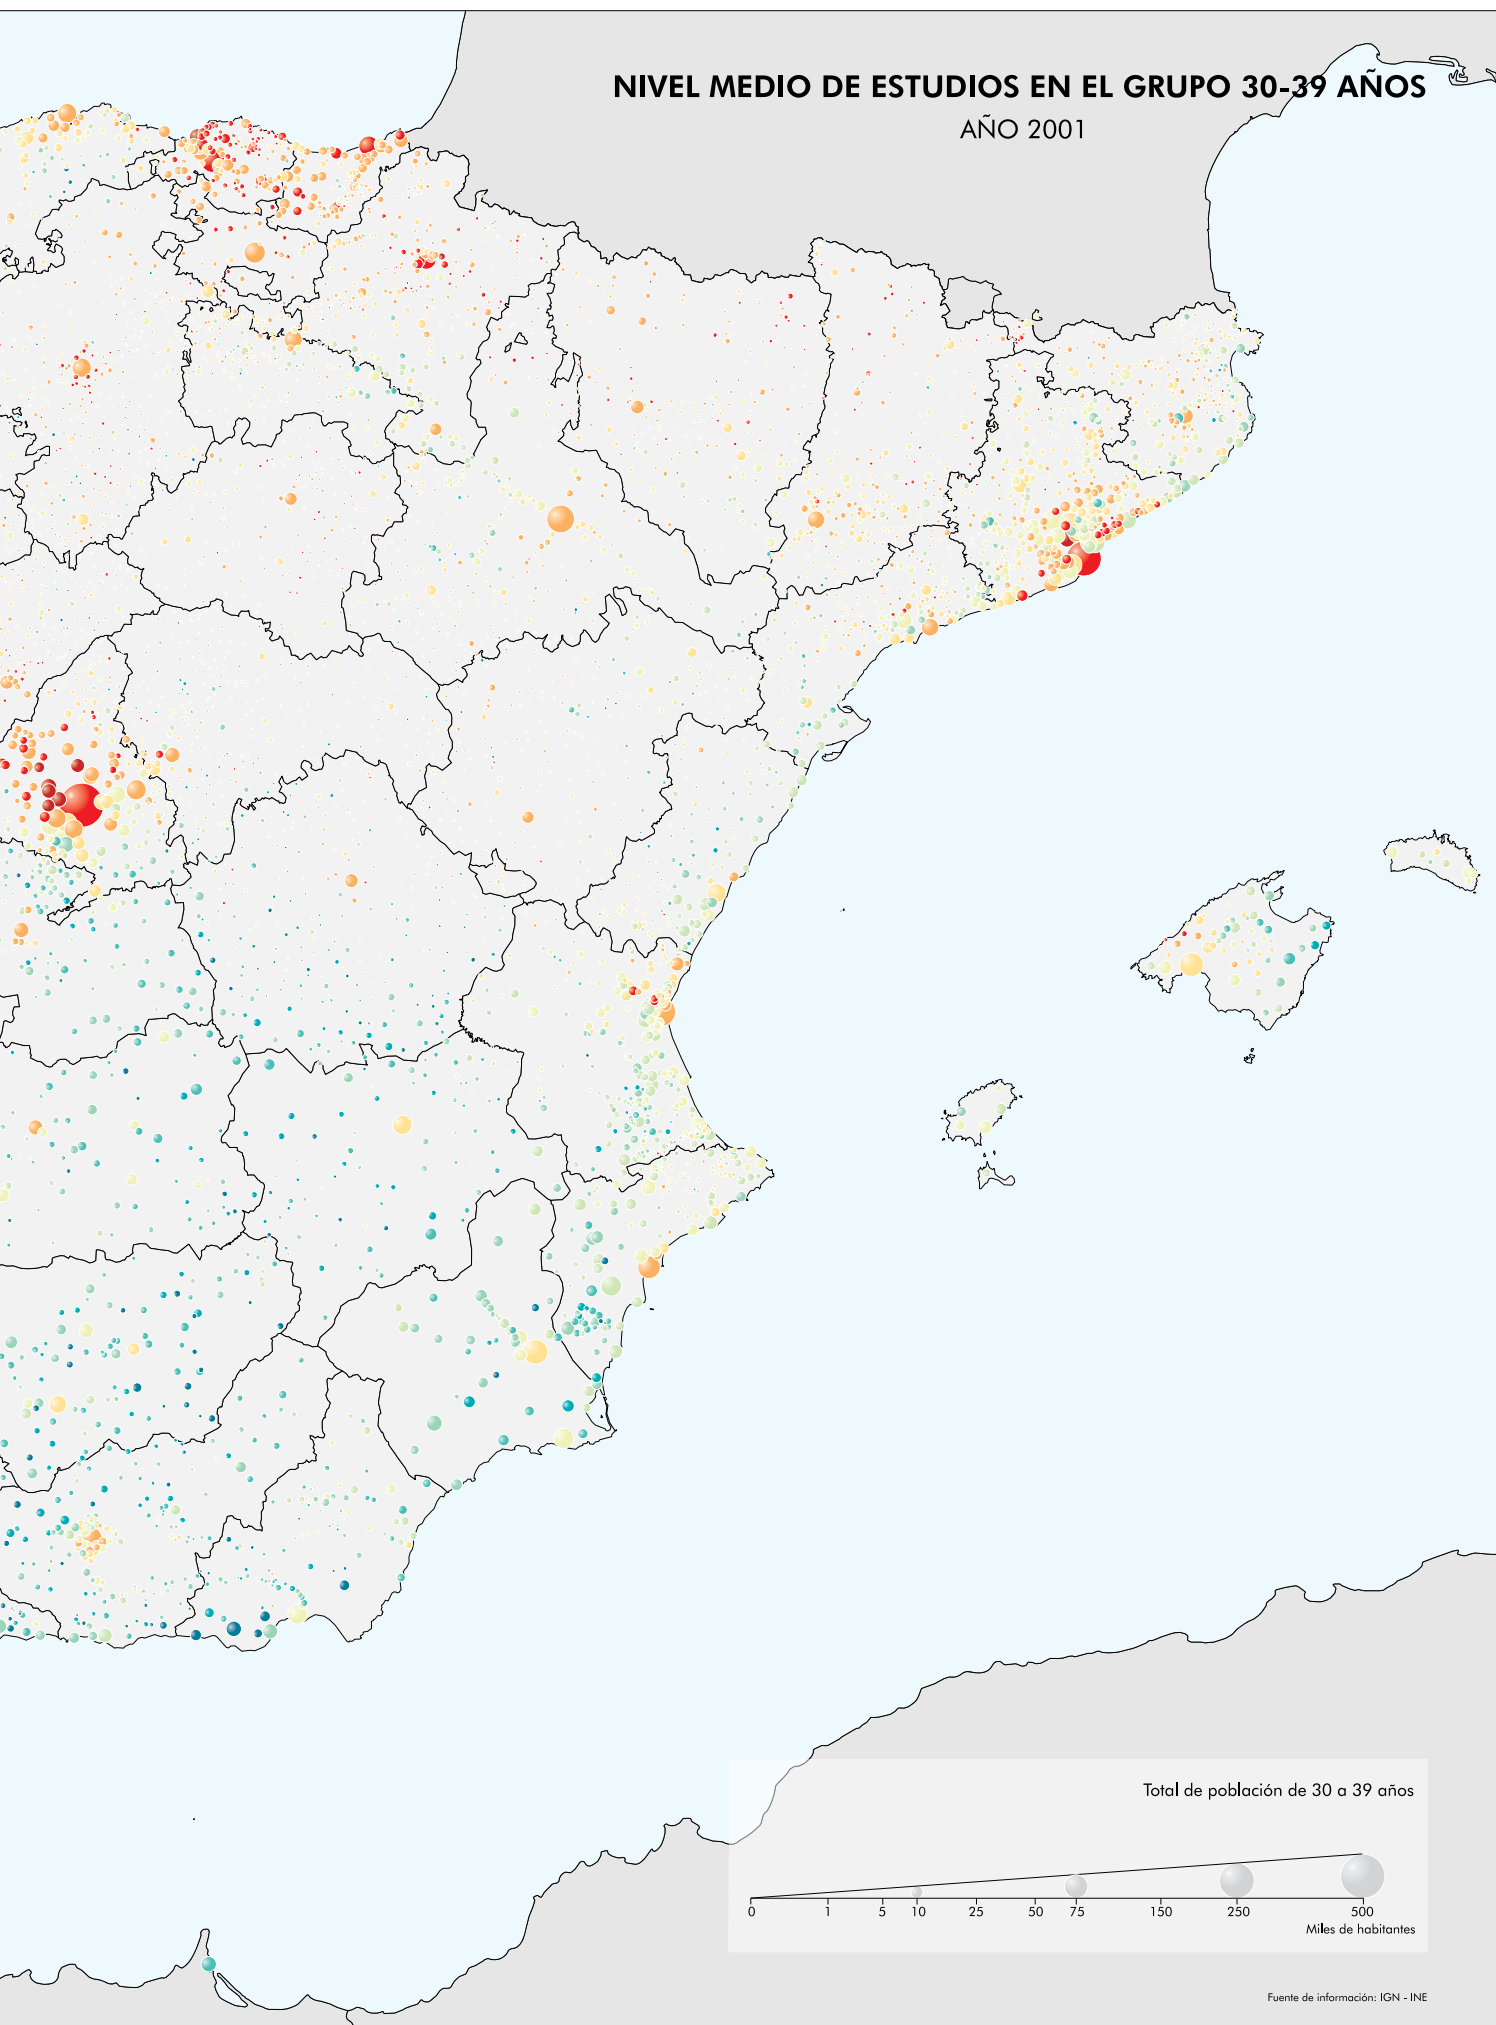 NIVEL MEDIO DE ESTUDIOS EN EL GRUPO 30-39 AÑOS
AÑO 2001
Total de población de 30 a 39 años
0 1 5 10 25 50 75 150 250 500
Miles de habitantes
Fuente de información: IGN - INE